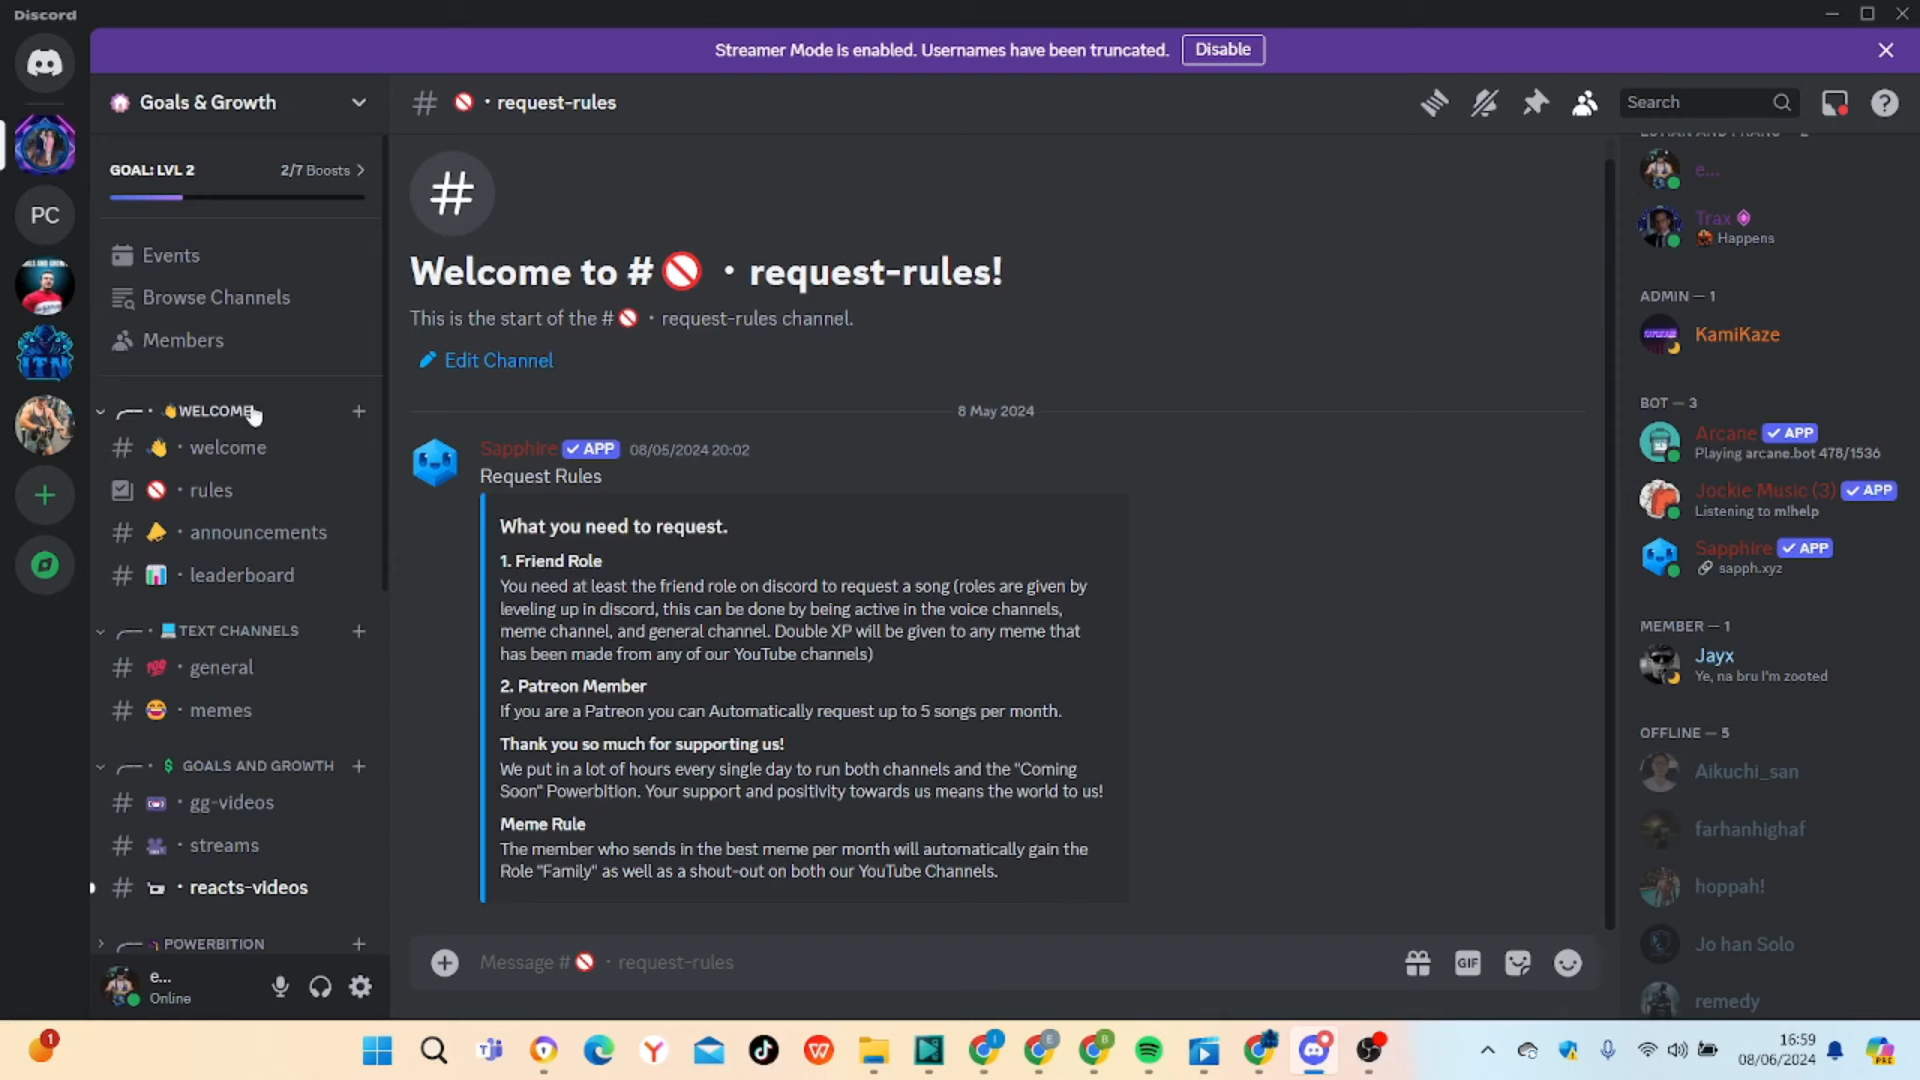 Discord
Streamer Mode is enabled. Usernames have been truncated. Disable
PC
ITN
Goals & Growth
GOAL: LVL 2 2/7 Boosts
Events
Browse Channels
Members
WELCOME
welcome
rules
announcements
leaderboard
TEXT CHANNELS
general
memes
GOALS AND GROWTH
gg-videos
streams
reacts-videos
POWERBITION
e...
Online
# 🚫・request-rules
Search
Welcome to # 🚫・request-rules!
This is the start of the # 🚫・request-rules channel.
Edit Channel
8 May 2024
Sapphire ✓ APP 08/05/2024 20:02
Request Rules
What you need to request.
1. Friend Role
You need at least the friend role on discord to request a song (roles are given by
leveling up in discord, this can be done by being active in the voice channels,
meme channel, and general channel. Double XP will be given to any meme that
has been made from any of our YouTube channels)
2. Patreon Member
If you are a Patreon you can Automatically request up to 5 songs per month.
Thank you so much for supporting us!
We put in a lot of hours every single day to run both channels and the "Coming
Soon" Powerbition. Your support and positivity towards us means the world to us!
Meme Rule
The member who sends in the best meme per month will automatically gain the
Role "Family" as well as a shout-out on both our YouTube Channels.
Message # 🚫・request-rules
GIF
e...
Trax
Happens
ADMIN — 1
KamiKaze
BOT — 3
Arcane ✓ APP
Playing arcane.bot 478/1536
Jockie Music (3) ✓ APP
Listening to m!help
Sapphire ✓ APP
sapph.xyz
MEMBER — 1
Jayx
Ye, na bru I'm zooted
OFFLINE — 5
Aikuchi_san
farhanhighaf
hoppah!
Jo han Solo
remedy
1
16:59
08/06/2024
PRE